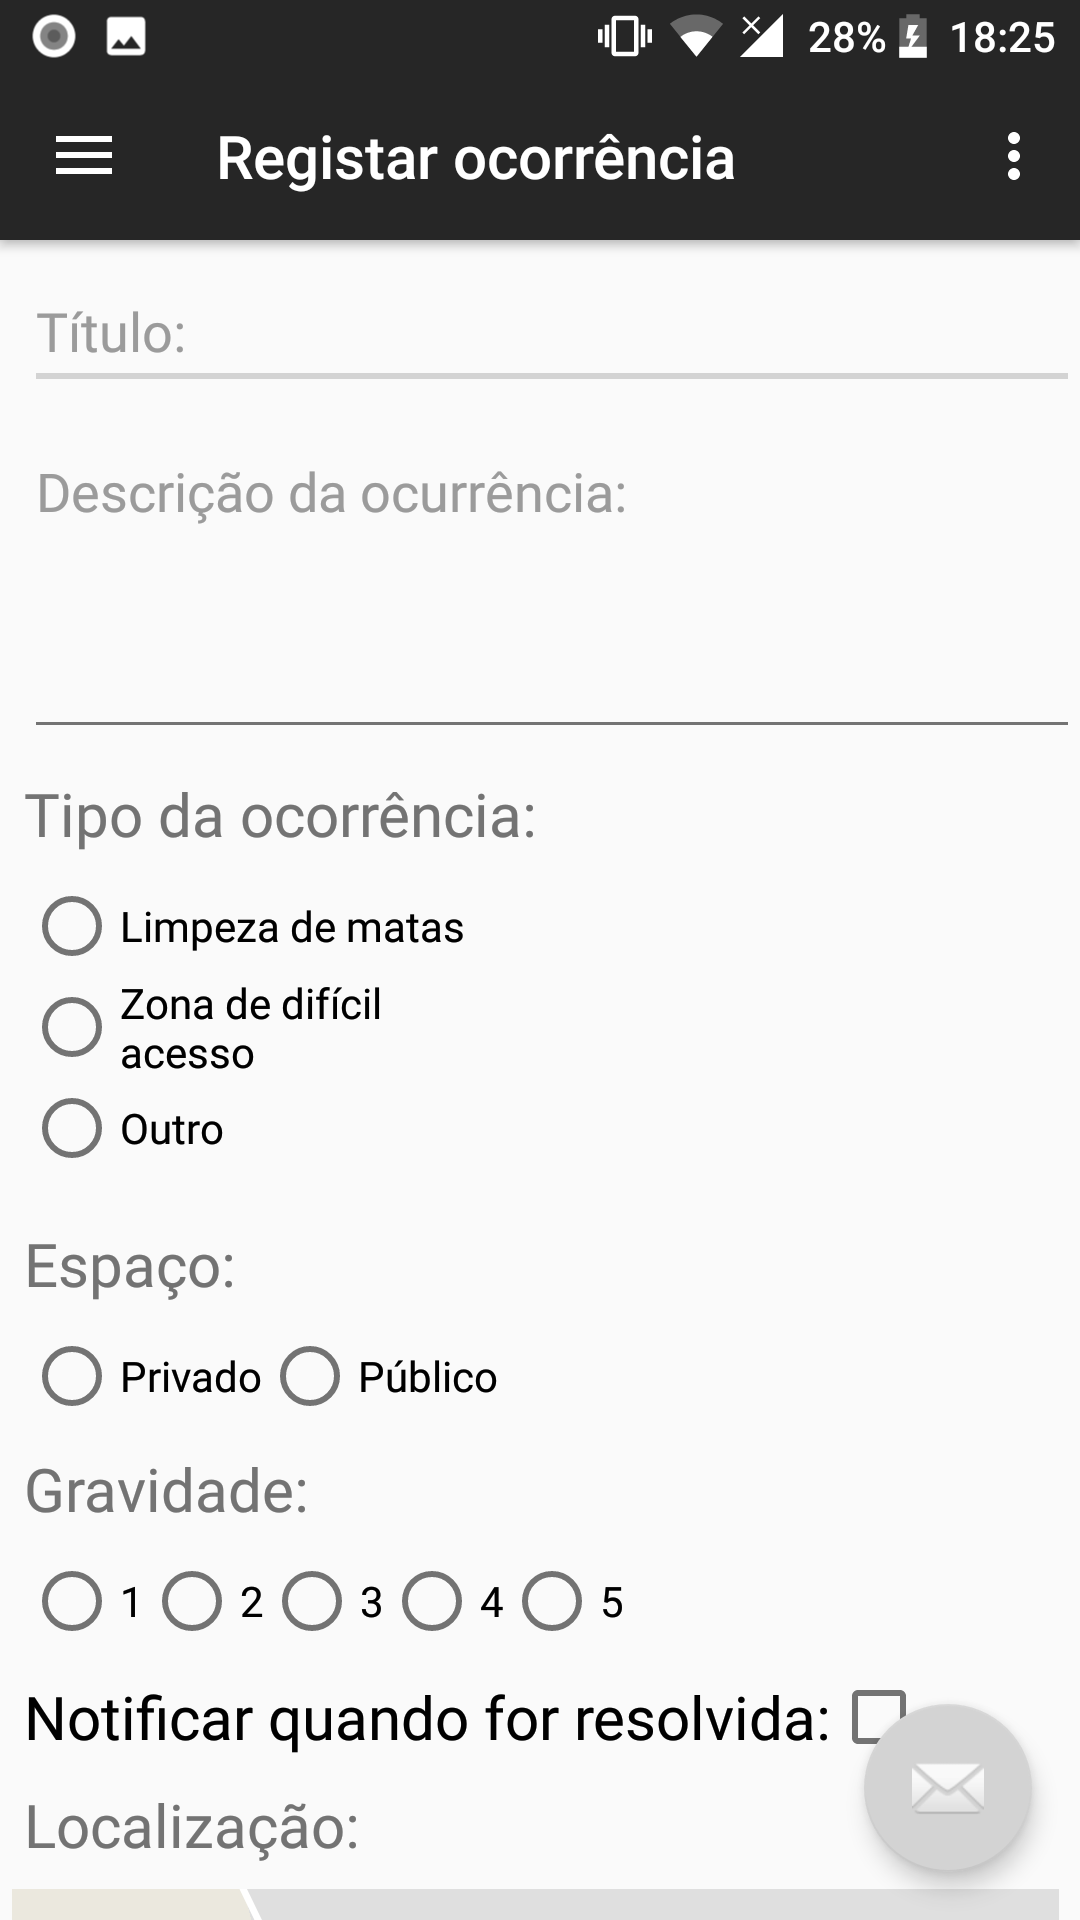 28% 18:25
Registar ocorrência
Título:
Descrição da ocurrência:
Tipo da ocorrência:
Limpeza de matas
Zona de difícil
acesso
Outro
Espaço:
Privado Público
Gravidade:
1 2 3 4 5
Notificar quando for resolvida:
Localização: